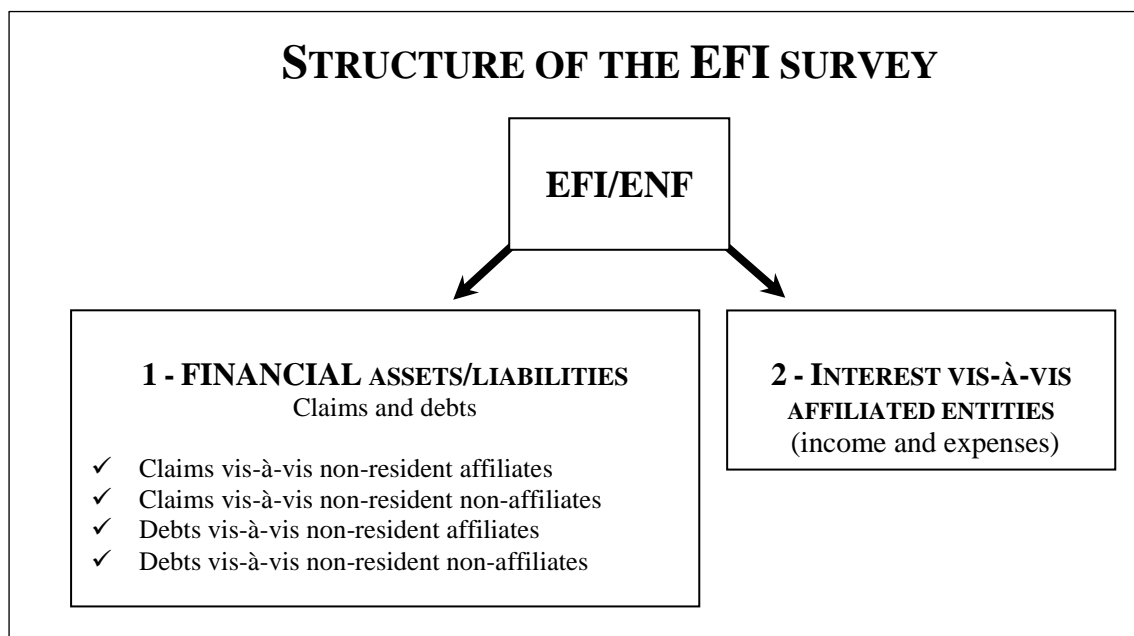 STRUCTURE OF THE EFI SURVEY
EFI/ENF
1 - FINANCIAL ASSETS/LIABILITIES
Claims and debts
✓ Claims vis-à-vis non-resident affiliates
✓ Claims vis-à-vis non-resident non-affiliates
✓ Debts vis-à-vis non-resident affiliates
✓ Debts vis-à-vis non-resident non-affiliates
2 - INTEREST VIS-À-VIS
AFFILIATED ENTITIES
(income and expenses)